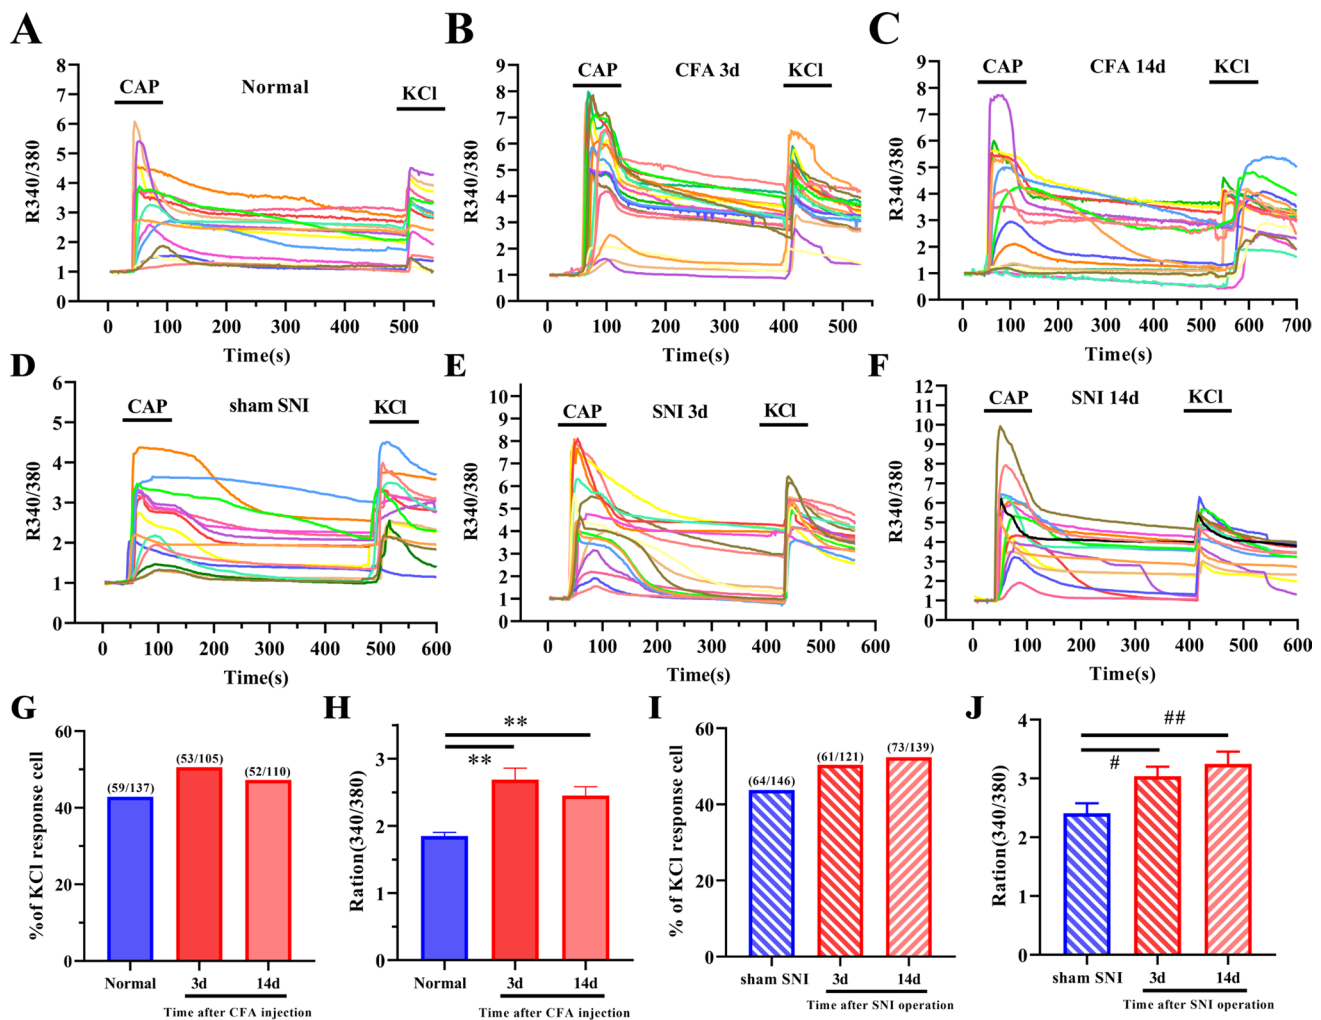 A
CAP
Normal
KCl
R340/380
8
7
6
5
4
3
2
1
0
0 100 200 300 400 500
Time(s)
B
CAP
CFA 3d
KCl
R340/380
9
8
7
6
5
4
3
2
1
0
0 100 200 300 400 500
Time(s)
C
CAP
CFA 14d
KCl
R340/380
9
8
7
6
5
4
3
2
1
0
0 100 200 300 400 500 600 700
Time(s)
D
CAP
sham SNI
KCl
R340/380
6
5
4
3
2
1
0
0 100 200 300 400 500 600
Time(s)
E
CAP
SNI 3d
KCl
R340/380
10
9
8
7
6
5
4
3
2
1
0
0 100 200 300 400 500 600
Time(s)
F
CAP
SNI 14d
KCl
R340/380
12
11
10
9
8
7
6
5
4
3
2
1
0
0 100 200 300 400 500 600
Time(s)
G
%of KCl response cell
60
40
20
0
(59/137)
(53/105)
(52/110)
Normal 3d 14d
Time after CFA injection
H
Ration(340/380)
3
2
1
0
**
**
Normal 3d 14d
Time after CFA injection
I
% of KCl response cell
60
40
20
0
(64/146)
(61/121)
(73/139)
sham SNI 3d 14d
Time after SNI operation
J
Ration(340/380)
4
3
2
1
0
##
#
sham SNI 3d 14d
Time after SNI operation